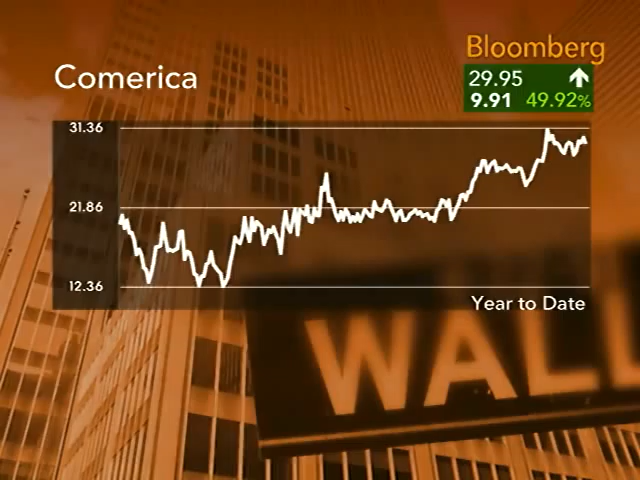 Bloomberg
Comerica
29.95
9.91 49.92%
31.36
21.86
12.36
Year to Date
WALL